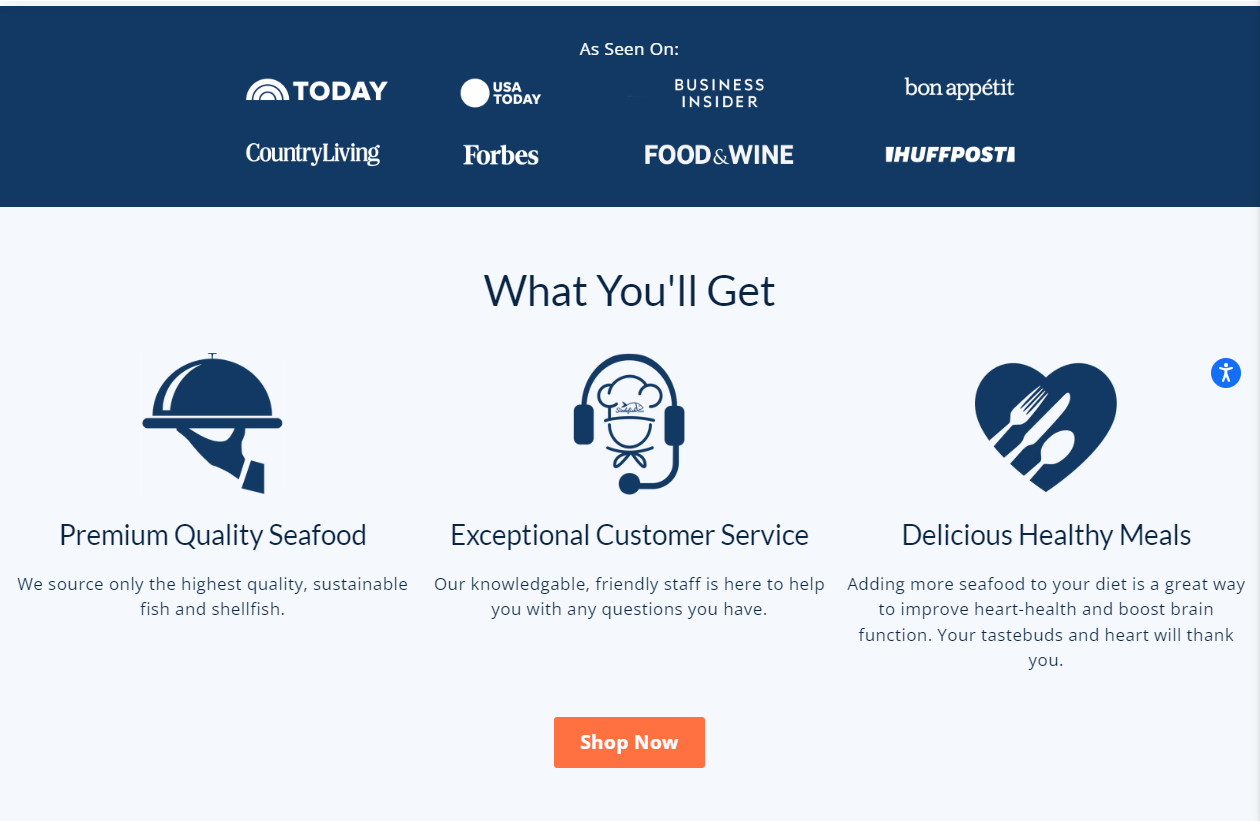 As Seen On:
TODAY
USA
TODAY
BUSINESS
INSIDER
bon appétit
CountryLiving
Forbes
FOOD&WINE
HUFFPOST
What You'll Get
Premium Quality Seafood
We source only the highest quality, sustainable
fish and shellfish.
Exceptional Customer Service
Our knowledgable, friendly staff is here to help
you with any questions you have.
Delicious Healthy Meals
Adding more seafood to your diet is a great way
to improve heart-health and boost brain
function. Your tastebuds and heart will thank
you.
Shop Now